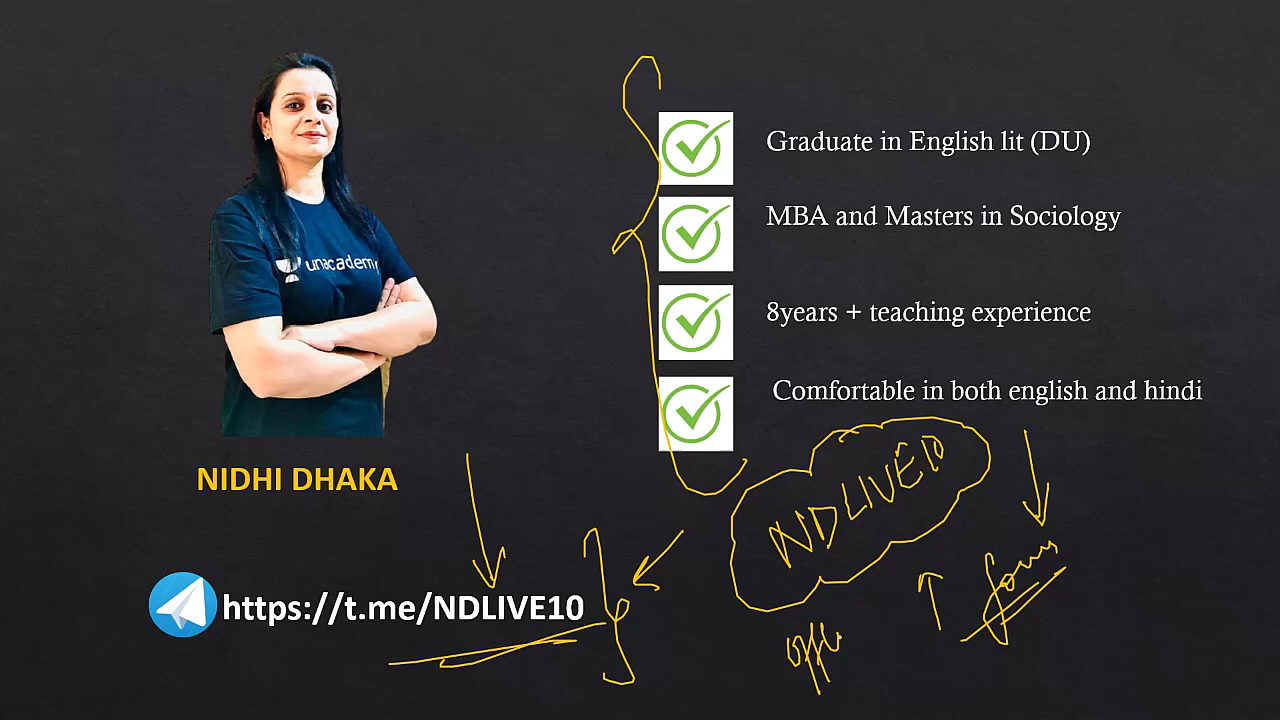 Graduate in English lit (DU)
MBA and Masters in Sociology
8years + teaching experience
Comfortable in both english and hindi
unacademy
NIDHI DHAKA
https://t.me/NDLIVE10
NDLIVE10